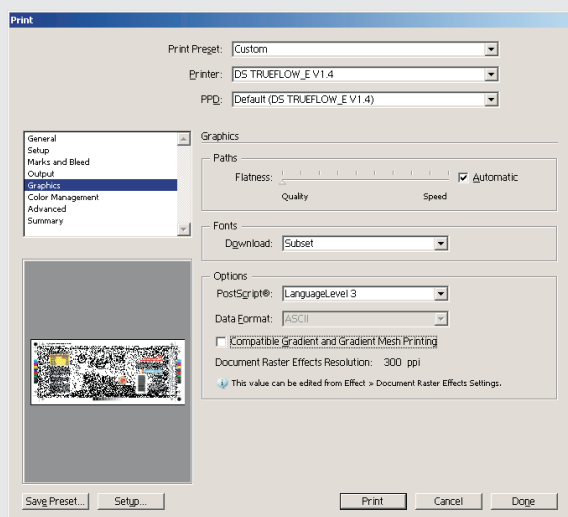 Print
Print Preset: Custom
Printer: DS TRUEFLOW_E V1.4
PPD: Default (DS TRUEFLOW_E V1.4)
General
Setup
Marks and Bleed
Output
Graphics
Color Management
Advanced
Summary
Graphics
Paths
Flatness: Automatic
Quality Speed
Fonts
Download: Subset
Options
PostScript®: LanguageLevel 3
Data Format: ASCII
Compatible Gradient and Gradient Mesh Printing
Document Raster Effects Resolution: 300 ppi
This value can be edited from Effect > Document Raster Effects Settings.
Save Preset... Setup... Print Cancel Done